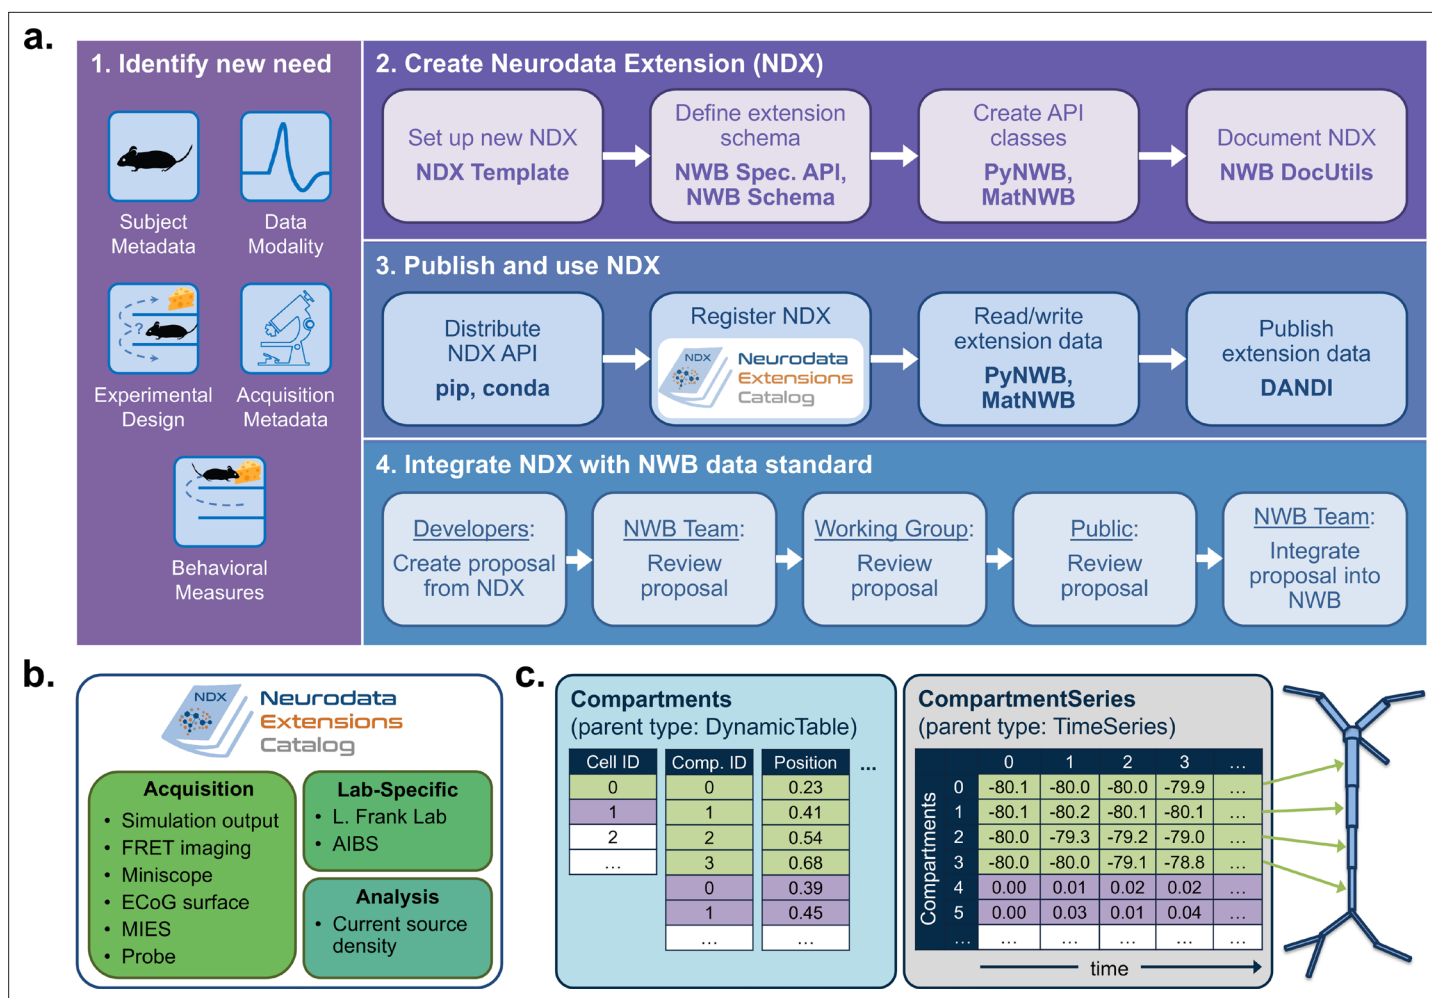 a.
1. Identify new need
Subject
Metadata
Data
Modality
?
Experimental
Design
Acquisition
Metadata
Behavioral
Measures
2. Create Neurodata Extension (NDX)
Set up new NDX
NDX Template
Define extension
schema
NWB Spec. API,
NWB Schema
Create API
classes
PyNWB,
MatNWB
Document NDX
NWB DocUtils
3. Publish and use NDX
Distribute
NDX API
pip, conda
Register NDX
NDX
Neurodata
Extensions
Catalog
Read/write
extension data
PyNWB,
MatNWB
Publish
extension data
DANDI
4. Integrate NDX with NWB data standard
Developers:
Create proposal
from NDX
NWB Team:
Review
proposal
Working Group:
Review
proposal
Public:
Review
proposal
NWB Team:
Integrate
proposal into
NWB
b.
NDX
Neurodata
Extensions
Catalog
Acquisition
• Simulation output
• FRET imaging
• Miniscope
• ECoG surface
• MIES
• Probe
Lab-Specific
• L. Frank Lab
• AIBS
Analysis
• Current source
density
c.
Compartments
(parent type: DynamicTable)
Cell ID
0
1
2
...
Comp. ID Position ...
0 0.23
1 0.41
2 0.54
3 0.68
0 0.39
1 0.45
... ...
CompartmentSeries
(parent type: TimeSeries)
Compartments
0 1 2 3 ...
0 -80.1 -80.0 -80.0 -79.9 ...
1 -80.1 -80.2 -80.1 -80.1 ...
2 -80.0 -79.3 -79.2 -79.0 ...
3 -80.0 -80.0 -79.1 -78.8 ...
4 0.00 0.01 0.02 0.02 ...
5 0.00 0.03 0.01 0.04 ...
... ... ... ... ... ...
time